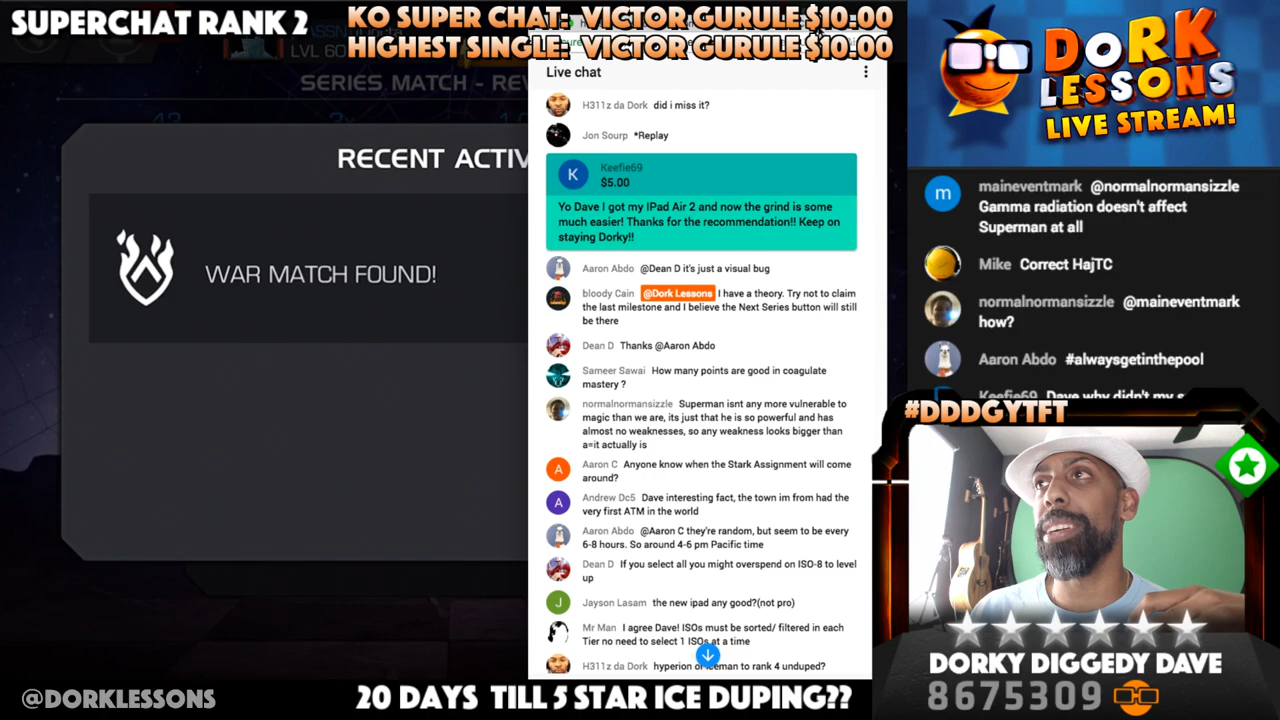 SUPERCHAT RANK 2
KO SUPER CHAT: VICTOR GURULE $10.00
HIGHEST SINGLE: VICTOR GURULE $10.00
LVL 60
SERIES MATCH - RE
RECENT ACTIV
WAR MATCH FOUND!
Live chat
H311z da Dork did i miss it?
Jon Sourp *Replay
K
Keefie69
$5.00
Yo Dave I got my IPad Air 2 and now the grind is some
much easier! Thanks for the recommendation!! Keep on
staying Dorky!!
Aaron Abdo @Dean D it's just a visual bug
bloody Cain @Dork Lessons I have a theory. Try not to claim
the last milestone and I believe the Next Series button will still
be there
Dean D Thanks @Aaron Abdo
Sameer Sawai How many points are good in coagulate
mastery ?
normalnormansizzle Superman isnt any more vulnerable to
magic than we are, its just that he is so powerful and has
almost no weaknesses, so any weakness looks bigger than
a=it actually is
A
Aaron C Anyone know when the Stark Assignment will come
around?
A
Andrew Dc5 Dave interesting fact, the town im from had the
very first ATM in the world
Aaron Abdo @Aaron C they're random, but seem to be every
6-8 hours. So around 4-6 pm Pacific time
Dean D If you select all you might overspend on ISO-8 to level
up
J
Jayson Lasam the new ipad any good?(not pro)
Mr Man I agree Dave! ISOs must be sorted/ filtered in each
Tier no need to select 1 ISOs at a time
H311z da Dork hyperion or iceman to rank 4 unduped?
DORK
LESSONS
LIVE STREAM!
m
maineventmark @normalnormansizzle
Gamma radiation doesn't affect
Superman at all
Mike Correct HajTC
normalnormansizzle @maineventmark
how?
Aaron Abdo #alwaysgetinthepool
Keefie69 Dave why didn't my s
#DDDGYTFT
DORKY DIGGEDY DAVE
8675309
@DORKLESSONS
20 DAYS TILL 5 STAR ICE DUPING??